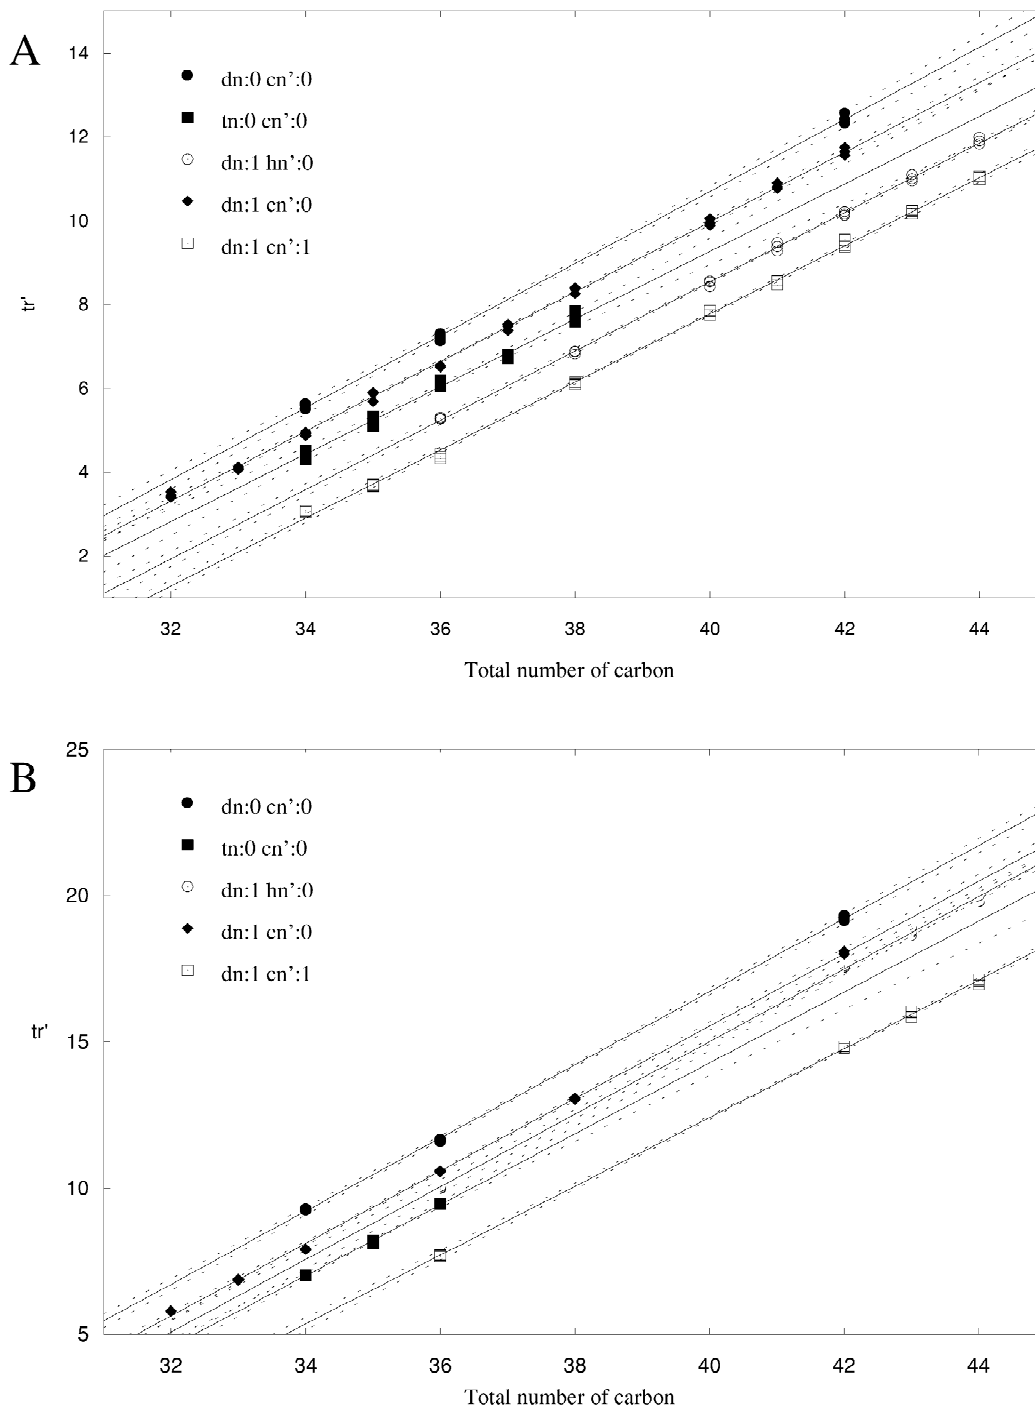 A
14
12
10
8
6
4
2
tr'
dn:0 cn’:0
tn:0 cn’:0
dn:1 hn’:0
dn:1 cn’:0
dn:1 cn’:1
32 34 36 38 40 42 44
Total number of carbon
B
25
20
15
10
5
tr'
dn:0 cn’:0
tn:0 cn’:0
dn:1 hn’:0
dn:1 cn’:0
dn:1 cn’:1
32 34 36 38 40 42 44
Total number of carbon